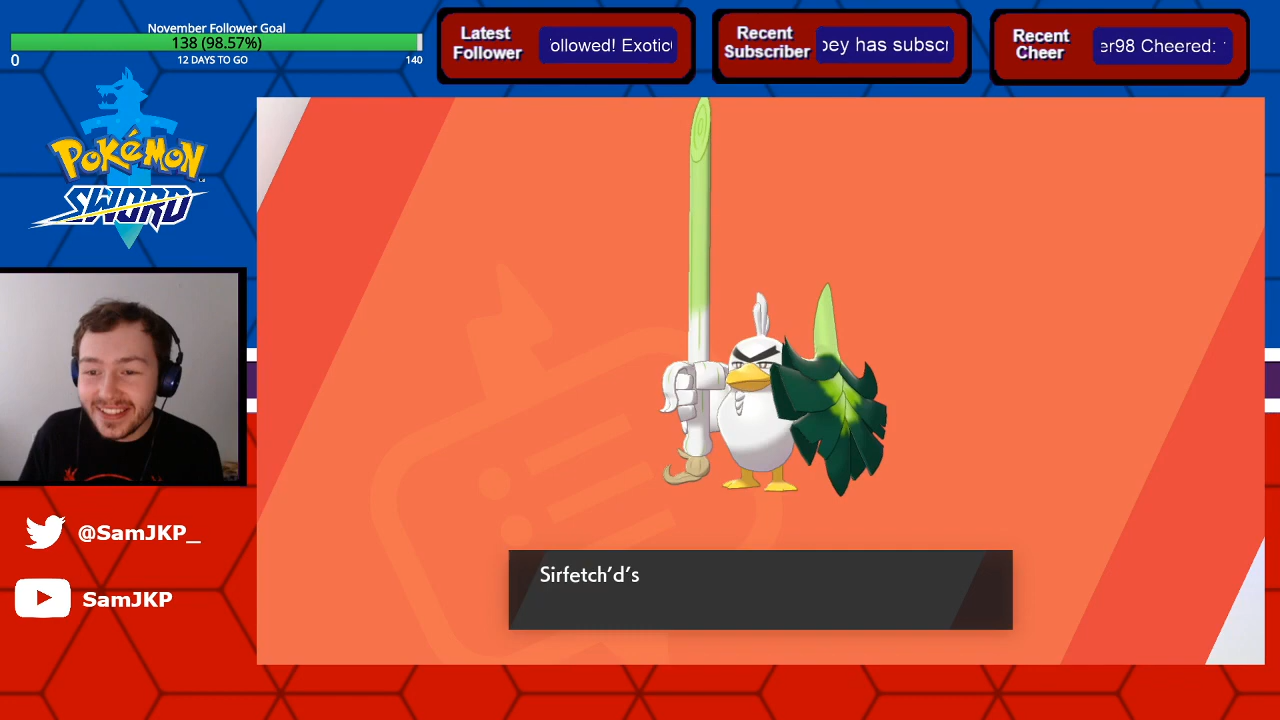 November Follower Goal
138 (98.57%)
0
12 DAYS TO GO
140
Latest
Follower
followed! Exotic
Recent
Subscriber
bey has subscr
Recent
Cheer
er98 Cheered:
POKéMON
SWORD
@SamJKP_
SamJKP
Sirfetch'd's